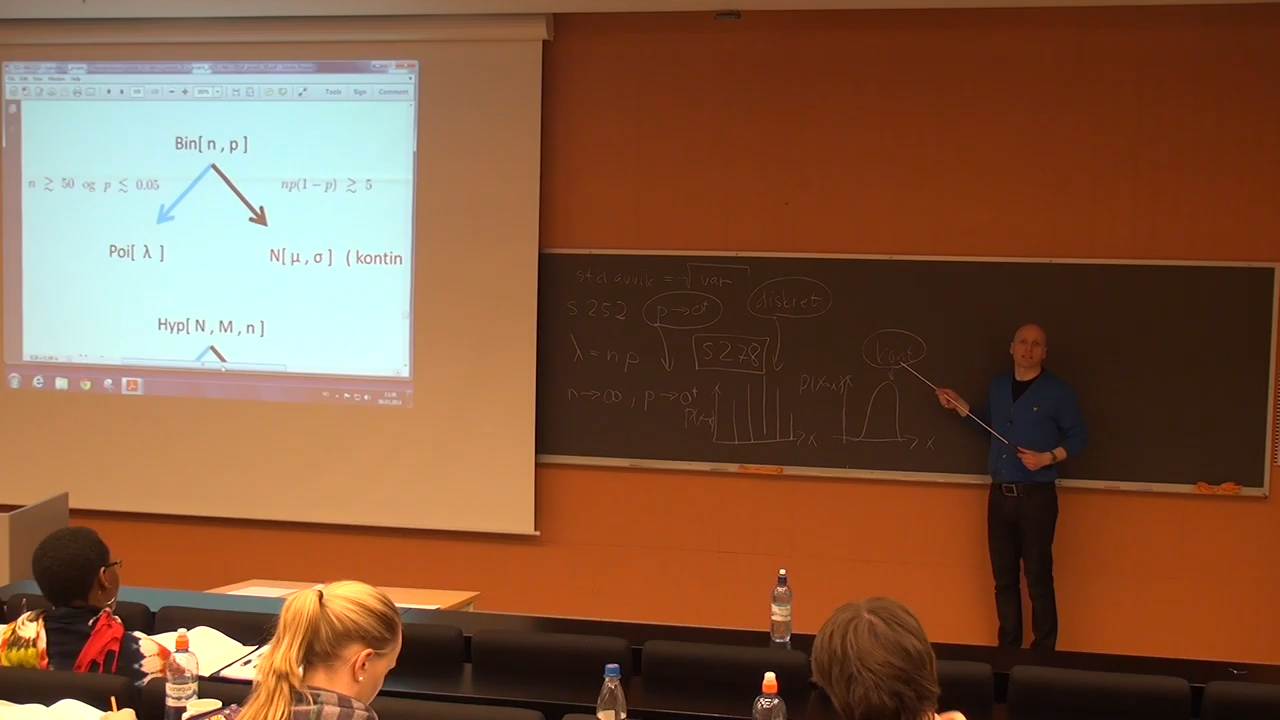 Tools Sign Comment
Bin[ n , p ]
n ≳ 50 og p ≲ 0.05
np(1 − p) ≳ 5
Poi[ λ ]
N[ μ , σ ] ( kontin
Hyp[ N , M , n ]
std avvik = √var
S 252
p→0⁺
diskret
λ = n p
S 278
kont
n→∞ , p→0⁺
x
x